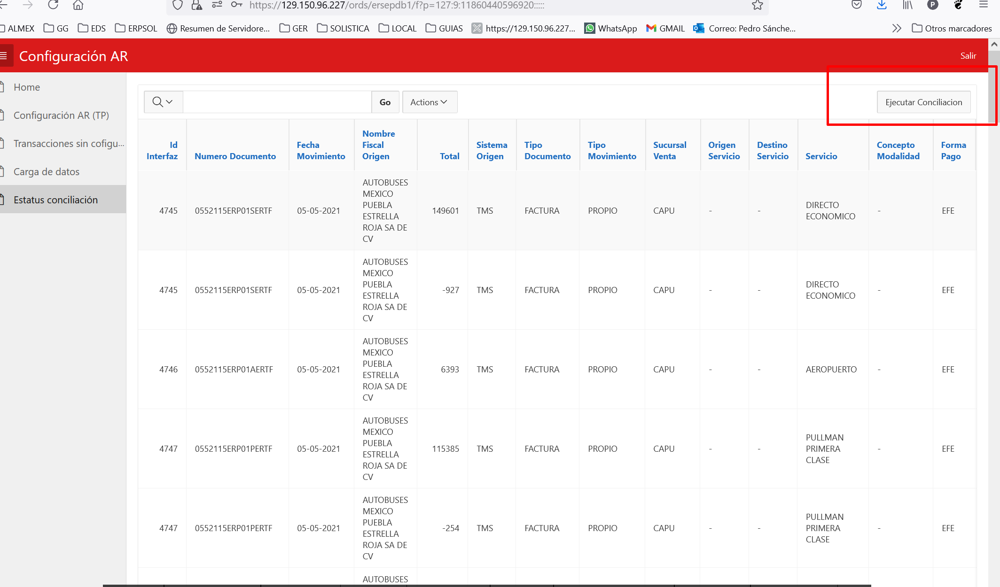 https://129.150.96.227/ords/ersepdb1/f?p=127:9:11860440596920:::::
P
ALMEX GG EDS ERPSOL Resumen de Servidore... GER SOLISTICA LOCAL GUIAS https://129.150.96.227... WhatsApp GMAIL Correo: Pedro Sánche... Otros marcadores
Configuración AR
Salir
Home
Configuración AR (TP)
Transacciones sin cofigu...
Carga de datos
Estatus conciliación
Go
Actions
Ejecutar Conciliacion
Id
Interfaz
Numero Documento
Fecha
Movimiento
Nombre
Fiscal
Origen
Total
Sistema
Origen
Tipo
Documento
Tipo
Movimiento
Sucursal
Venta
Origen
Servicio
Destino
Servicio
Servicio
Concepto
Modalidad
Forma
Pago
4745
0552115ERP01SERTF
05-05-2021
AUTOBUSES
MEXICO
PUEBLA
ESTRELLA
ROJA SA DE
CV
149601
TMS
FACTURA
PROPIO
CAPU
-
-
DIRECTO
ECONOMICO
-
EFE
4745
0552115ERP01SERTF
05-05-2021
AUTOBUSES
MEXICO
PUEBLA
ESTRELLA
ROJA SA DE
CV
-927
TMS
FACTURA
PROPIO
CAPU
-
-
DIRECTO
ECONOMICO
-
EFE
4746
0552115ERP01AERTF
05-05-2021
AUTOBUSES
MEXICO
PUEBLA
ESTRELLA
ROJA SA DE
CV
6393
TMS
FACTURA
PROPIO
CAPU
-
-
AEROPUERTO
-
EFE
4747
0552115ERP01PERTF
05-05-2021
AUTOBUSES
MEXICO
PUEBLA
ESTRELLA
ROJA SA DE
CV
115385
TMS
FACTURA
PROPIO
CAPU
-
-
PULLMAN
PRIMERA
CLASE
-
EFE
4747
0552115ERP01PERTF
05-05-2021
AUTOBUSES
MEXICO
PUEBLA
ESTRELLA
ROJA SA DE
CV
-254
TMS
FACTURA
PROPIO
CAPU
-
-
PULLMAN
PRIMERA
CLASE
-
EFE
AUTOBUSES